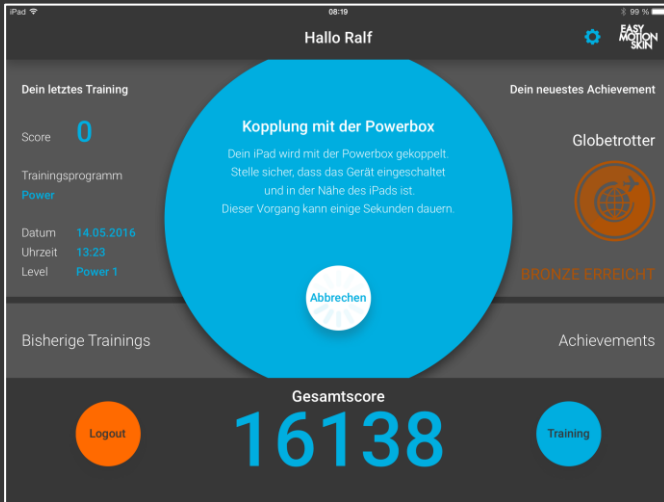 iPad
08:19
99 %
Hallo Ralf
EASY
MOTION
SKIN
Dein letztes Training
Score 0
Trainingsprogramm
Power
Datum 14.05.2016
Uhrzeit 13:23
Level Power 1
Kopplung mit der Powerbox
Dein iPad wird mit der Powerbox gekoppelt.
Stelle sicher, dass das Gerät eingeschaltet
und in der Nähe des iPads ist.
Dieser Vorgang kann einige Sekunden dauern.
Abbrechen
Dein neuestes Achievement
Globetrotter
BRONZE ERREICHT
Bisherige Trainings
Achievements
Gesamtscore
Logout
16138
Training